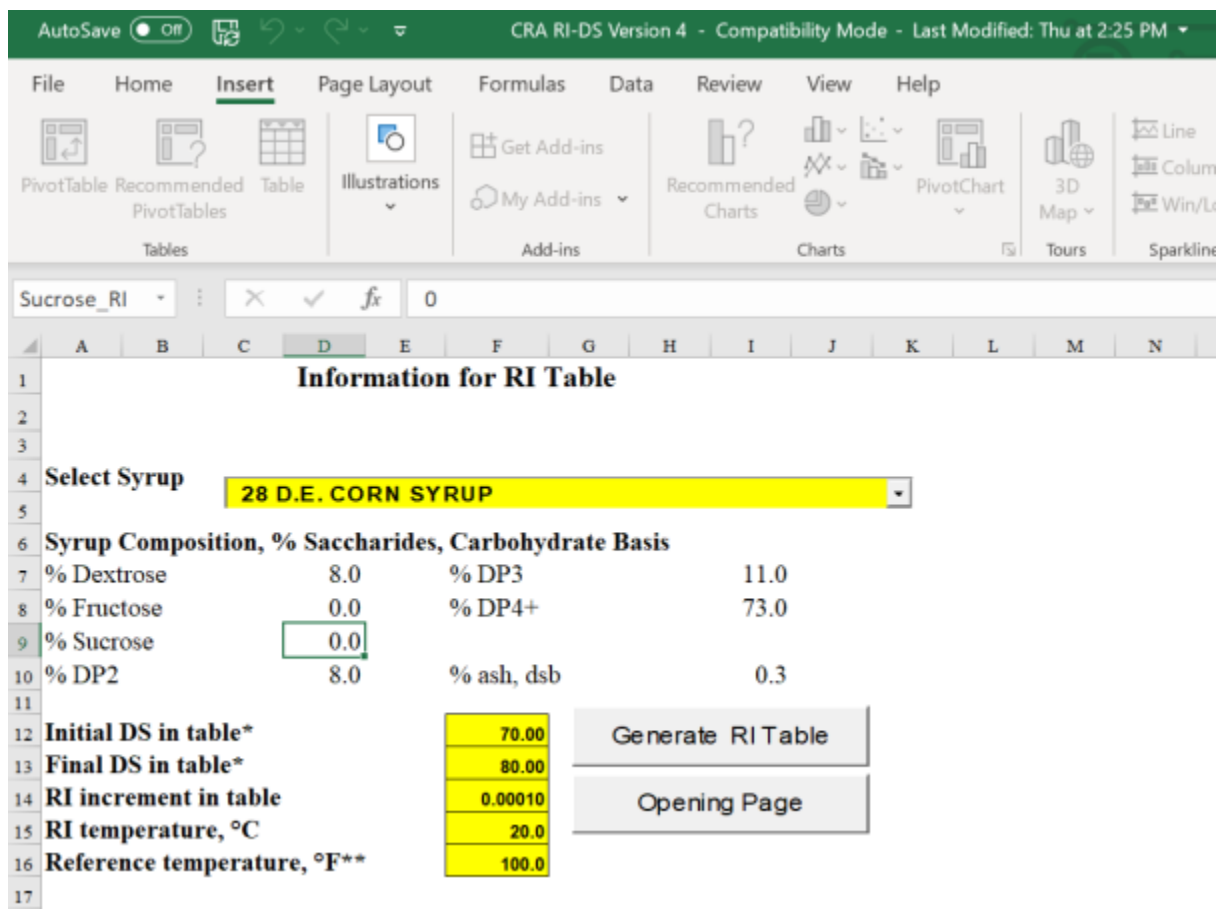 AutoSave Off CRA RI-DS Version 4 - Compatibility Mode - Last Modified: Thu at 2:25 PM
File Home Insert Page Layout Formulas Data Review View Help
PivotTable Recommended PivotTables Table Illustrations Get Add-ins My Add-ins Recommended Charts PivotChart 3D Map Line Colum Win/Lo
Tables Add-ins Charts Tours Sparkline
Sucrose_RI fx 0
A B C D E F G H I J K L M N
1 Information for RI Table
2
3
4 Select Syrup
28 D.E. CORN SYRUP
5
6 Syrup Composition, % Saccharides, Carbohydrate Basis
7 % Dextrose 8.0 % DP3 11.0
8 % Fructose 0.0 % DP4+ 73.0
9 % Sucrose 0.0
10 % DP2 8.0 % ash, dsb 0.3
11
12 Initial DS in table* 70.00 Generate RI Table
13 Final DS in table* 80.00
14 RI increment in table 0.00010 Opening Page
15 RI temperature, °C 20.0
16 Reference temperature, °F** 100.0
17